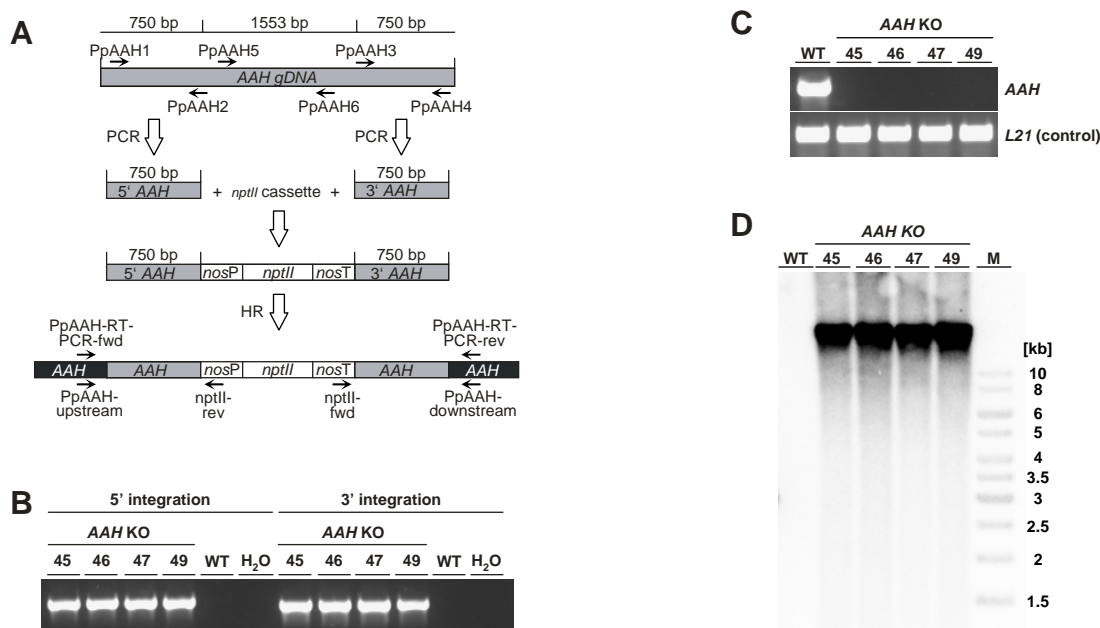 A
750 bp 1553 bp 750 bp
PpAAH1 PpAAH5 PpAAH3
AAH gDNA
PpAAH2 PpAAH6 PpAAH4
PCR PCR
750 bp 750 bp
5‘ AAH + nptII cassette + 3‘ AAH
750 bp 750 bp
5‘ AAH nosP nptII nosT 3‘ AAH
HR
PpAAH-RT- PpAAH-RT-
PCR-fwd PCR-rev
AAH AAH nosP nptII nosT AAH AAH
PpAAH- nptII- nptII- PpAAH-
upstream rev fwd downstream
B
5’ integration 3’ integration
AAH KO AAH KO
45 46 47 49 WT H2O 45 46 47 49 WT H2O
C
AAH KO
WT 45 46 47 49
AAH
L21 (control)
D
AAH KO
WT 45 46 47 49 M
[kb]
10
8
6
5
4
3.5
3
2.5
2
1.5